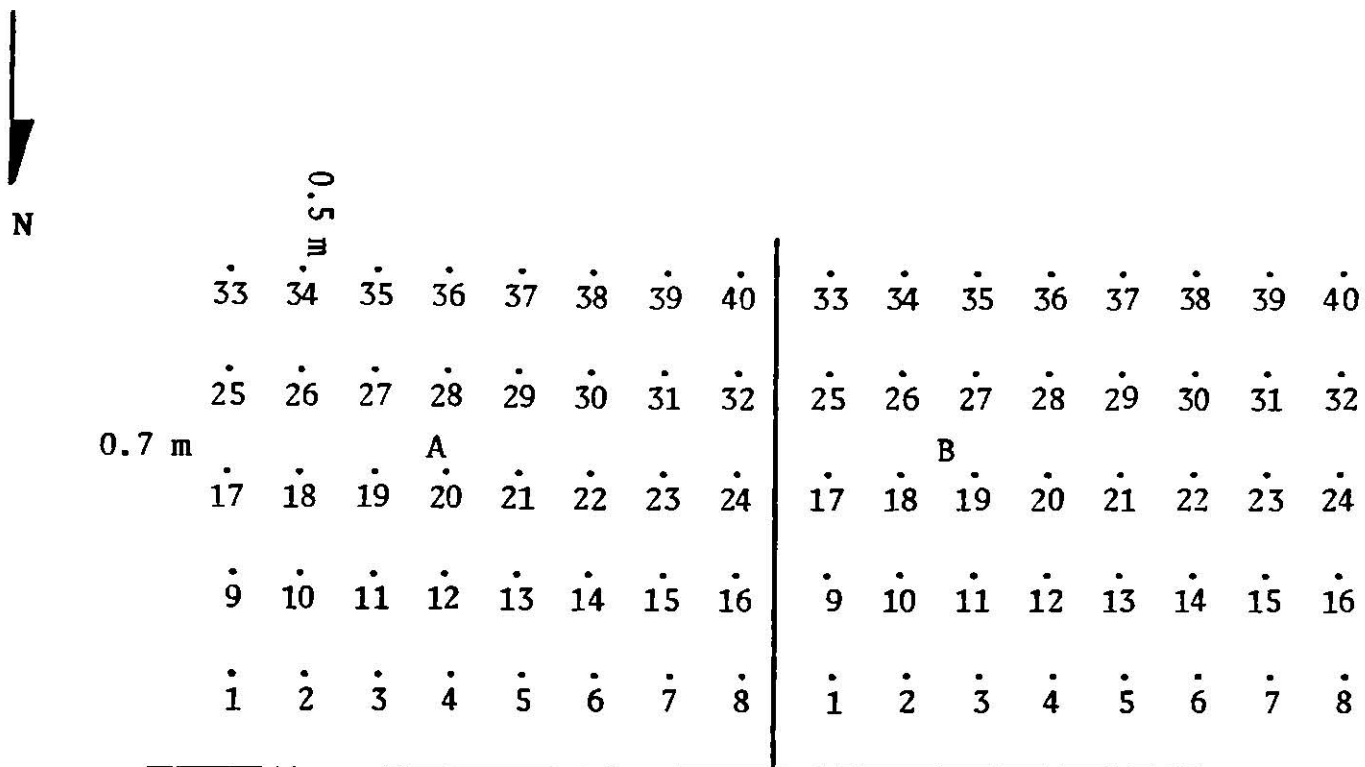 0.5 m
N
33 34 35 36 37 38 39 40 33 34 35 36 37 38 39 40
25 26 27 28 29 30 31 32 25 26 27 28 29 30 31 32
0.7 m A B
17 18 19 20 21 22 23 24 17 18 19 20 21 22 23 24
9 10 11 12 13 14 15 16 9 10 11 12 13 14 15 16
1 2 3 4 5 6 7 8 1 2 3 4 5 6 7 8